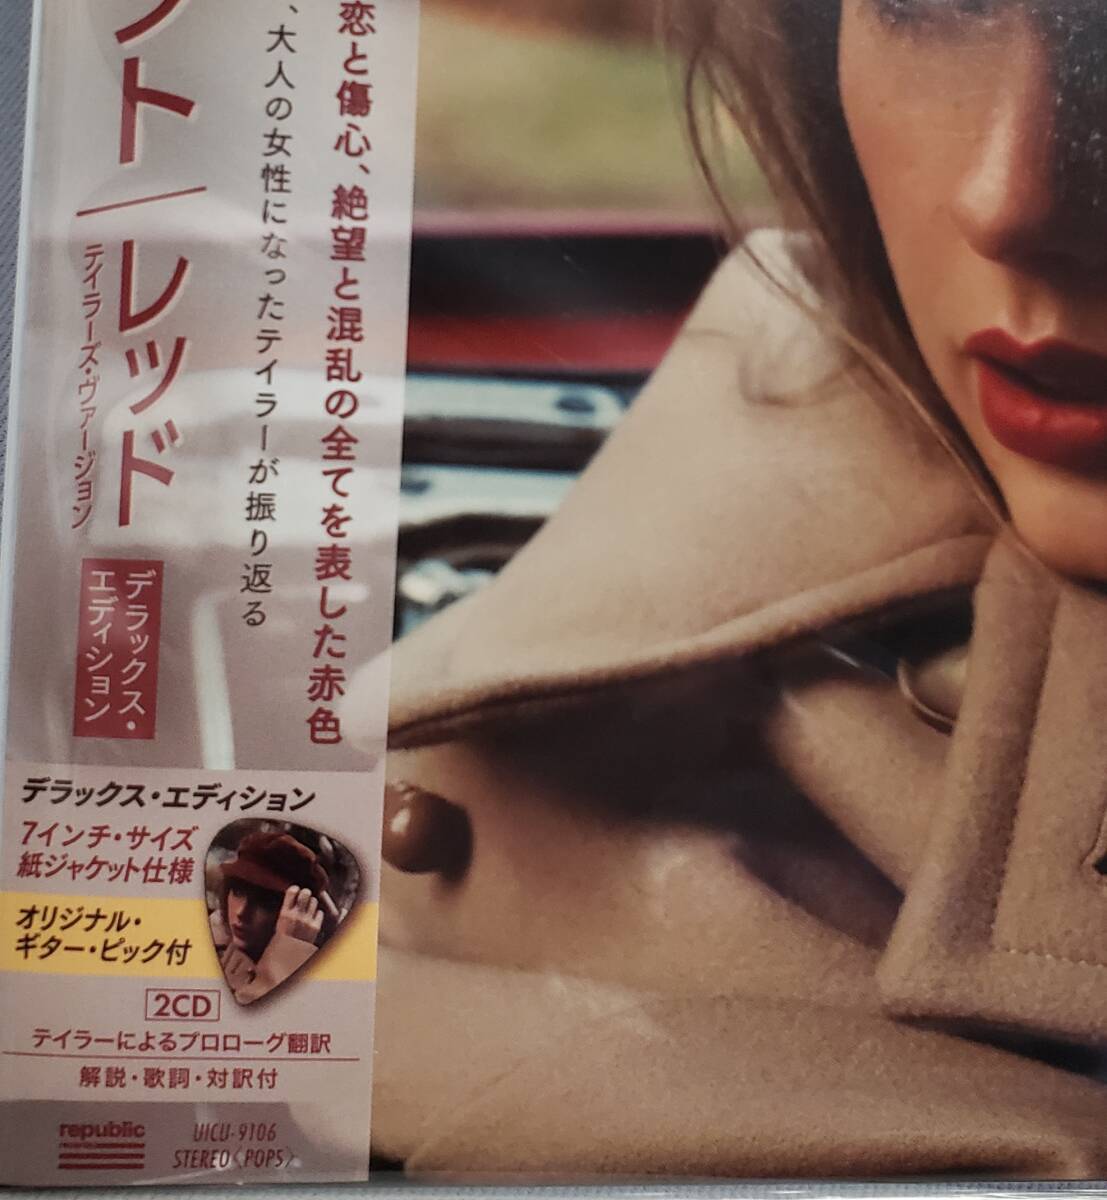 恋と傷心、絶望と混乱の全てを表した赤色
、大人の女性になったテイラーが振り返る
ト／レッド
テイラーズ・ヴァージョン
デラックス・
エディション
デラックス・エディション
7インチ・サイズ
紙ジャケット仕様
オリジナル・
ギター・ピック付
2CD
テイラーによるプロローグ翻訳
解説・歌詞・対訳付
republic
UICU-9106
STEREO〈POPS〉